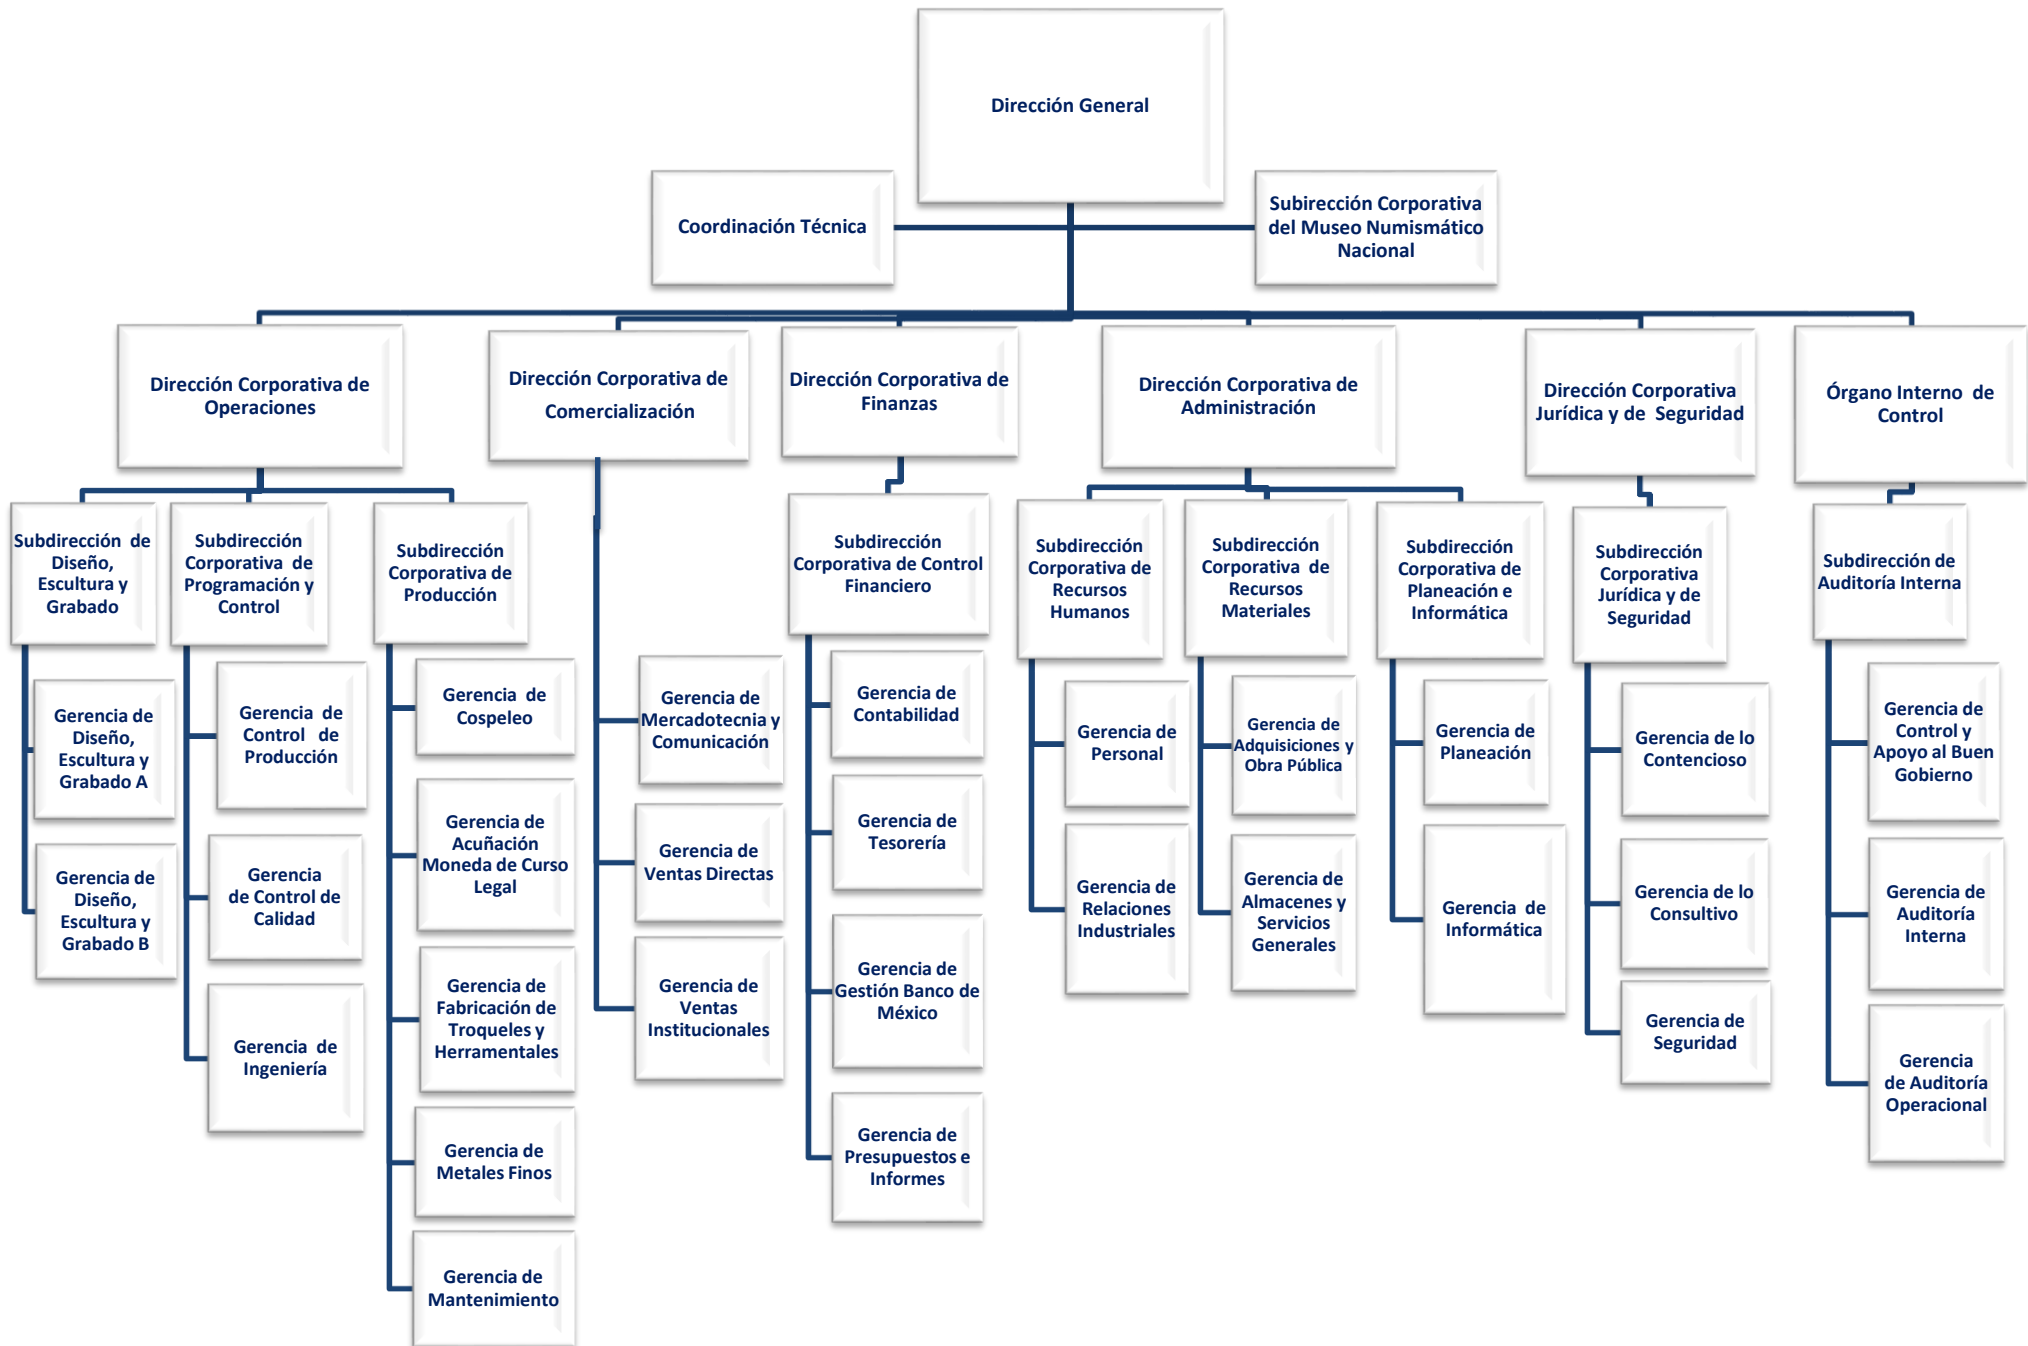 Dirección General
Coordinación Técnica
Subirección Corporativa
del Museo Numismático
Nacional
Dirección Corporativa de
Operaciones
Dirección Corporativa de
Comercialización
Dirección Corporativa de
Finanzas
Dirección Corporativa de
Administración
Dirección Corporativa
Jurídica y de Seguridad
Órgano Interno de
Control
Subdirección de
Diseño,
Escultura y
Grabado
Subdirección
Corporativa de
Programación y
Control
Subdirección
Corporativa de
Producción
Subdirección
Corporativa de Control
Financiero
Subdirección
Corporativa de
Recursos
Humanos
Subdirección
Corporativa de
Recursos
Materiales
Subdirección
Corporativa de
Planeación e
Informática
Subdirección
Corporativa
Jurídica y de
Seguridad
Subdirección de
Auditoría Interna
Gerencia de
Diseño,
Escultura y
Grabado A
Gerencia de
Diseño,
Escultura y
Grabado B
Gerencia de
Control de
Producción
Gerencia
de Control de
Calidad
Gerencia de
Ingeniería
Gerencia de
Cospeleo
Gerencia de
Acuñación
Moneda de Curso
Legal
Gerencia de
Fabricación de
Troqueles y
Herramentales
Gerencia de
Metales Finos
Gerencia de
Mantenimiento
Gerencia de
Mercadotecnia y
Comunicación
Gerencia de
Ventas Directas
Gerencia de
Ventas
Institucionales
Gerencia de
Contabilidad
Gerencia de
Tesorería
Gerencia de
Gestión Banco de
México
Gerencia de
Presupuestos e
Informes
Gerencia de
Personal
Gerencia de
Relaciones
Industriales
Gerencia de
Adquisiciones y
Obra Pública
Gerencia de
Almacenes y
Servicios
Generales
Gerencia de
Planeación
Gerencia de
Informática
Gerencia de lo
Contencioso
Gerencia de lo
Consultivo
Gerencia de
Seguridad
Gerencia de
Control y
Apoyo al Buen
Gobierno
Gerencia de
Auditoría
Interna
Gerencia
de Auditoría
Operacional